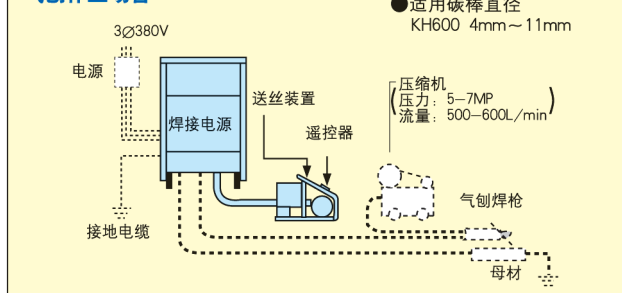 ●适用碳棒直径
KH600 4mm~11mm
3∅380V
电源
焊接电源
送丝装置
遥控器
压缩机
压力：5-7MP
流量：500-600L/min
气刨焊枪
接地电缆
母材